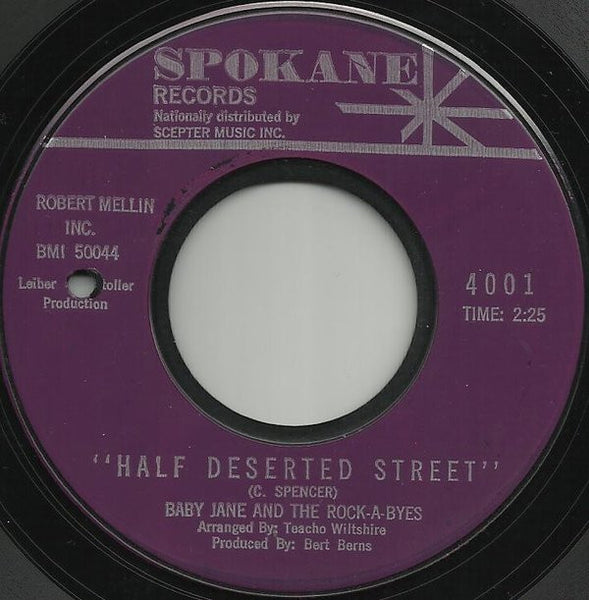 SPOKANE
RECORDS
Nationally distributed by
SCEPTER MUSIC INC.
ROBERT MELLIN
INC.
BMI 50044
Leiber toller
Production
4001
TIME: 2:25
"HALF DESERTED STREET"
(C. SPENCER)
BABY JANE AND THE ROCK-A-BYES
Arranged By: Teacho Wiltshire
Produced By: Bert Berns